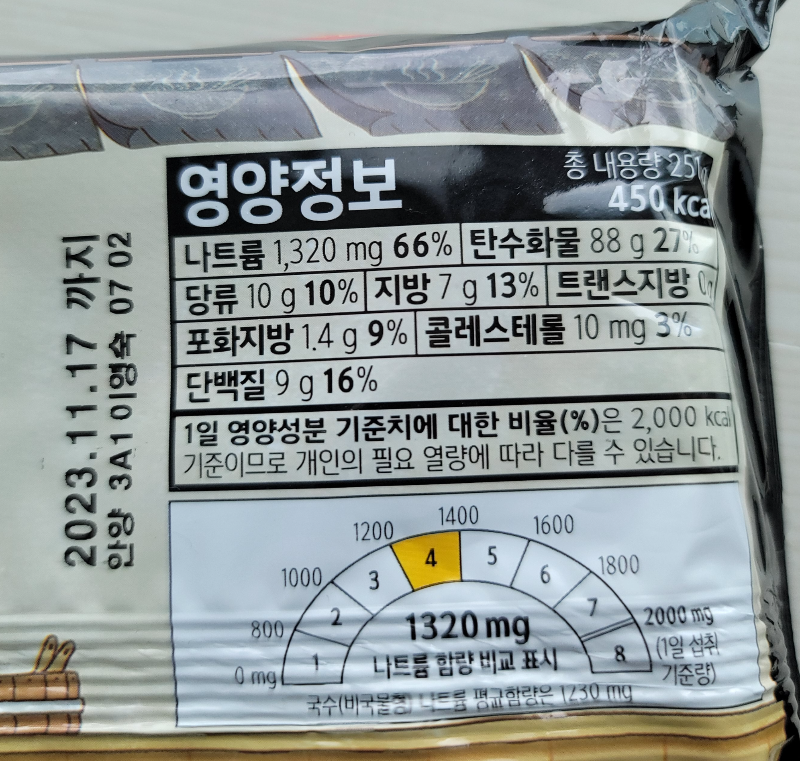 영양정보
총 내용량 251g
450 kcal
나트륨 1,320 mg 66% 탄수화물 88 g 27%
당류 10 g 10% 지방 7 g 13% 트랜스지방 0 g
포화지방 1.4 g 9% 콜레스테롤 10 mg 3%
단백질 9 g 16%
1일 영양성분 기준치에 대한 비율(%)은 2,000 kcal
기준이므로 개인의 필요 열량에 따라 다를 수 있습니다.
2023.11.17 까지
안양 3A1 이명숙 07 02
0 mg 800 1000 1200 1400 1600 1800 2000 mg
(1일 섭취
기준량)
1 2 3 4 5 6 7 8
1320 mg
나트륨 함량 비교 표시
국수(비국물형) 나트륨 평균함량은 1230 mg